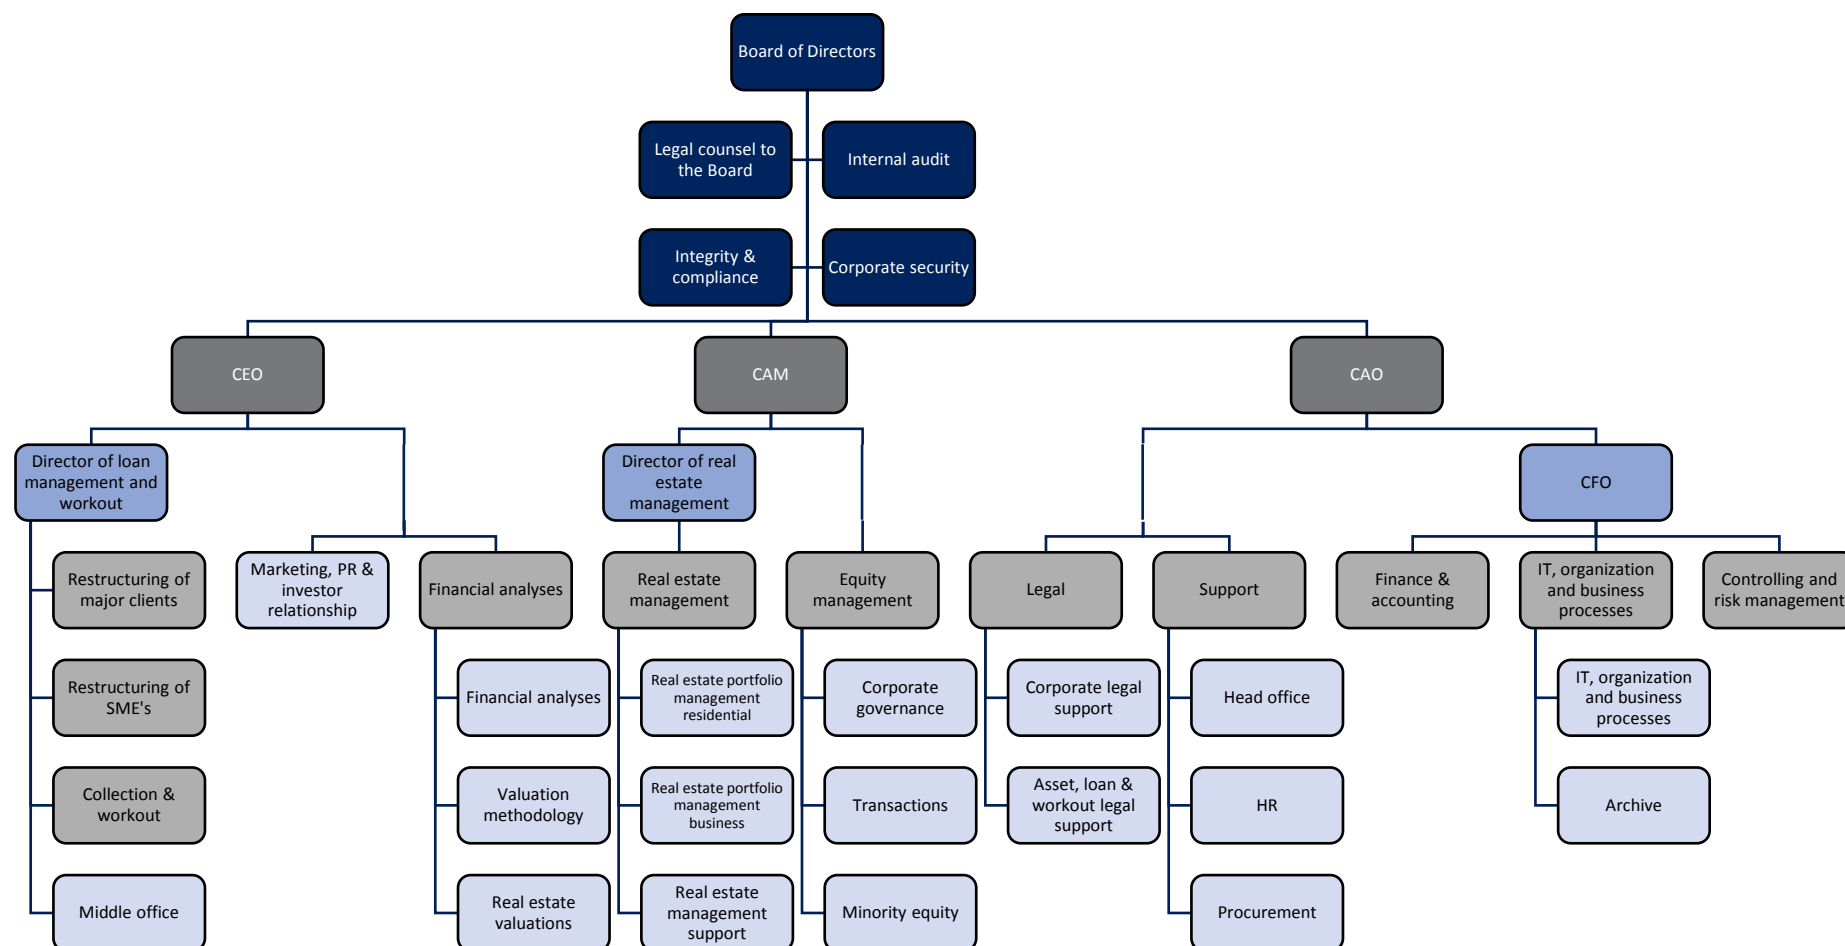 Board of Directors
Legal counsel to
the Board
Internal audit
Integrity &
compliance
Corporate security
CEO
CAM
CAO
Director of loan
management and
workout
Director of real
estate
management
CFO
Restructuring of
major clients
Marketing, PR &
investor
relationship
Financial analyses
Real estate
management
Equity
management
Legal
Support
Finance &
accounting
IT, organization
and business
processes
Controlling and
risk management
Restructuring of
SME's
Financial analyses
Real estate portfolio
management
residential
Corporate
governance
Corporate legal
support
Head office
IT, organization
and business
processes
Collection &
workout
Valuation
methodology
Real estate portfolio
management
business
Transactions
Asset, loan &
workout legal
support
HR
Archive
Middle office
Real estate
valuations
Real estate
management
support
Minority equity
Procurement